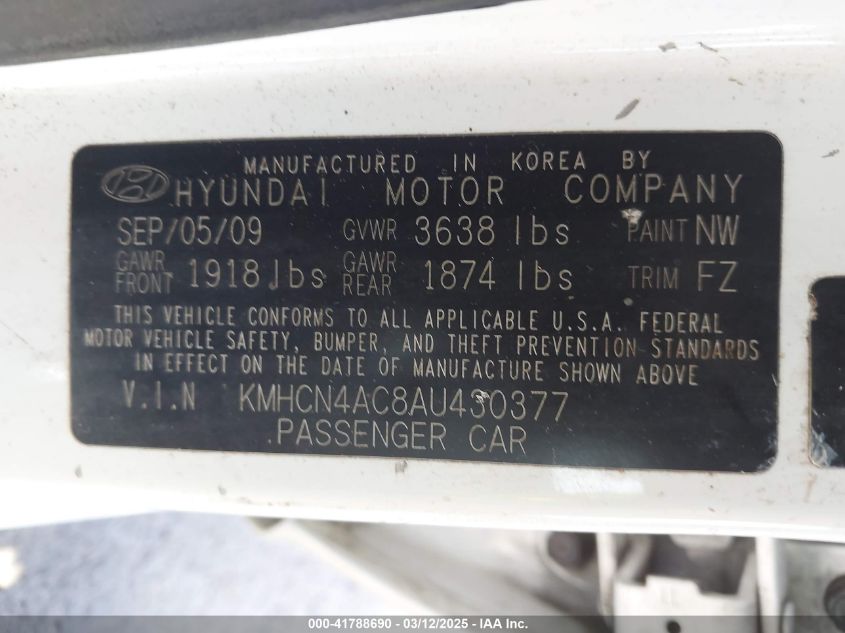 MANUFACTURED IN KOREA BY
HYUNDAI MOTOR COMPANY
SEP/05/09 GVWR 3638 lbs PAINT NW
GAWR FRONT 1918 lbs GAWR REAR 1874 lbs TRIM FZ
THIS VEHICLE CONFORMS TO ALL APPLICABLE U.S.A. FEDERAL
MOTOR VEHICLE SAFETY, BUMPER, AND THEFT PREVENTION STANDARDS
IN EFFECT ON THE DATE OF MANUFACTURE SHOWN ABOVE
V.I.N KMHCN4AC8AU430377
PASSENGER CAR
000-41788690 - 03/12/2025 - IAA Inc.